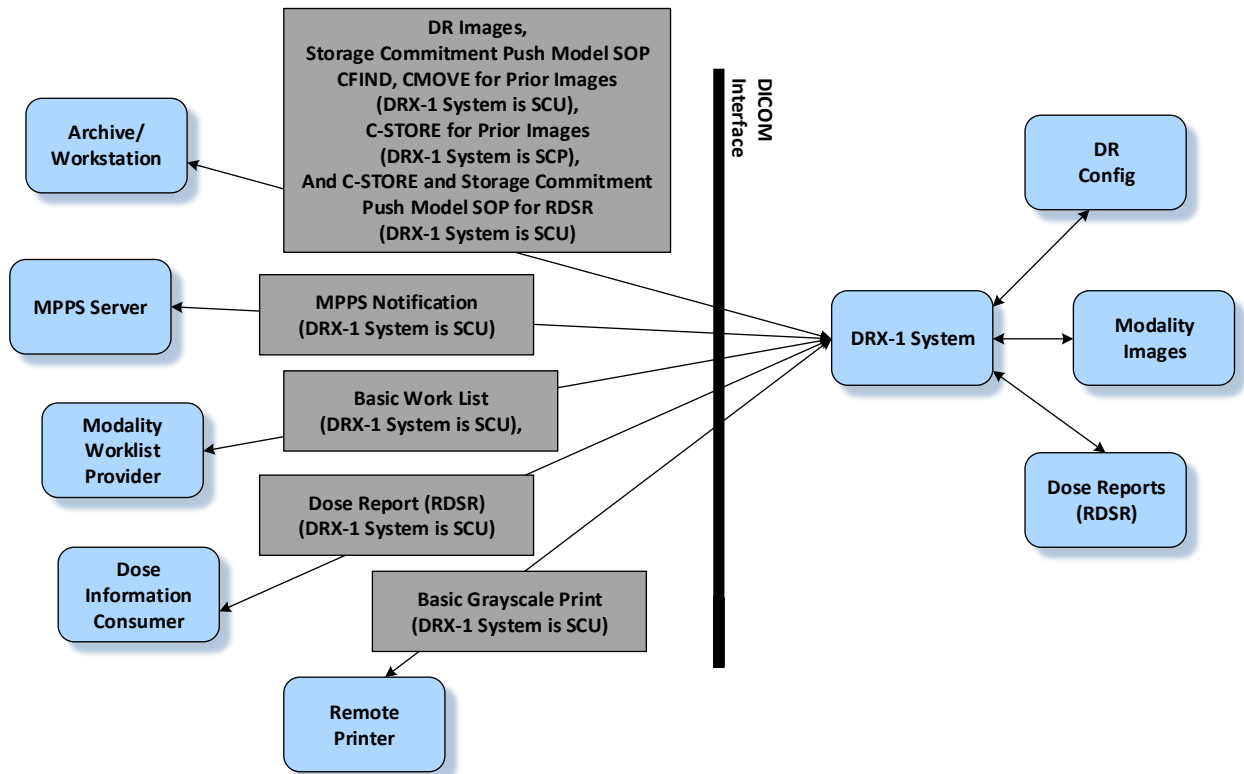 DR Images,
Storage Commitment Push Model SOP
CFIND, CMOVE for Prior Images
(DRX-1 System is SCU),
C-STORE for Prior Images
(DRX-1 System is SCP),
And C-STORE and Storage Commitment
Push Model SOP for RDSR
(DRX-1 System is SCU)
Archive/
Workstation
DICOM
Interface
DR
Config
MPPS Server
MPPS Notification
(DRX-1 System is SCU)
DRX-1 System
Modality
Images
Basic Work List
(DRX-1 System is SCU),
Modality
Worklist
Provider
Dose Report (RDSR)
(DRX-1 System is SCU)
Dose Reports
(RDSR)
Dose
Information
Consumer
Basic Grayscale Print
(DRX-1 System is SCU)
Remote
Printer